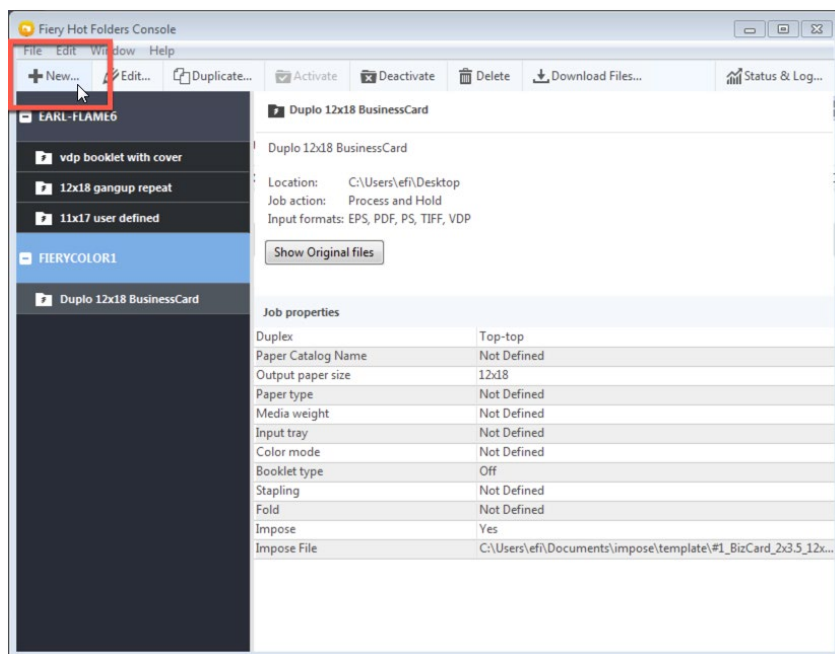 Fiery Hot Folders Console
File Edit Window Help
New... Edit... Duplicate... Activate Deactivate Delete Download Files... Status & Log...
EARL-FLAME6
vdp booklet with cover
12x18 gangup repeat
11x17 user defined
FIERYCOLOR1
Duplo 12x18 BusinessCard
Duplo 12x18 BusinessCard
Duplo 12x18 BusinessCard
Location: C:\Users\efi\Desktop
Job action: Process and Hold
Input formats: EPS, PDF, PS, TIFF, VDP
Show Original files
Job properties
Duplex Top-top
Paper Catalog Name Not Defined
Output paper size 12x18
Paper type Not Defined
Media weight Not Defined
Input tray Not Defined
Color mode Not Defined
Booklet type Off
Stapling Not Defined
Fold Not Defined
Impose Yes
Impose File C:\Users\efi\Documents\impose\template\#1_BizCard_2x3.5_12x...